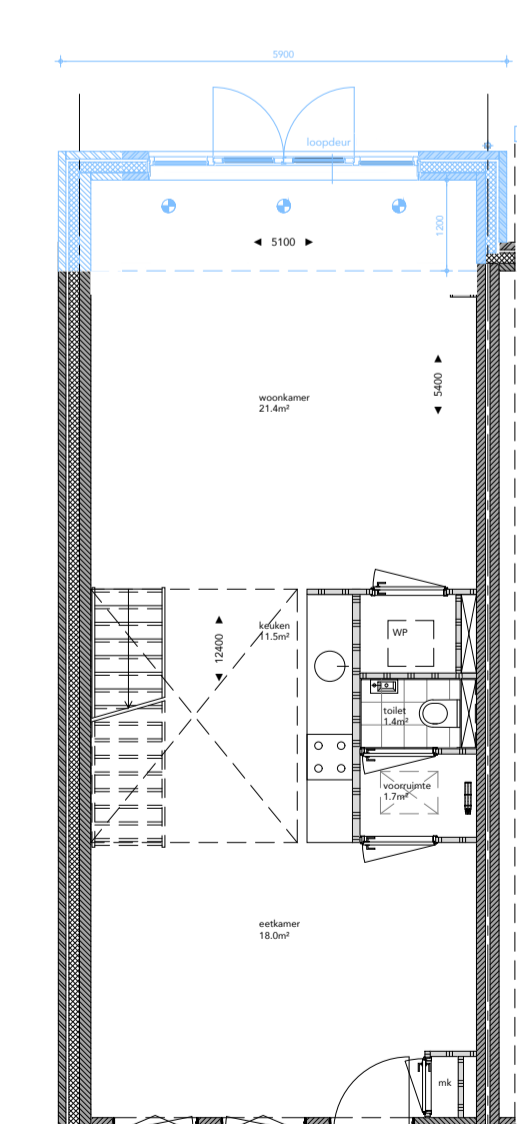 5900
loopdeur
1200
5100
5400
woonkamer
21.4m²
keuken
11.5m²
12400
WP
toilet
1.4m²
voorruimte
1.7m²
eetkamer
18.0m²
mk